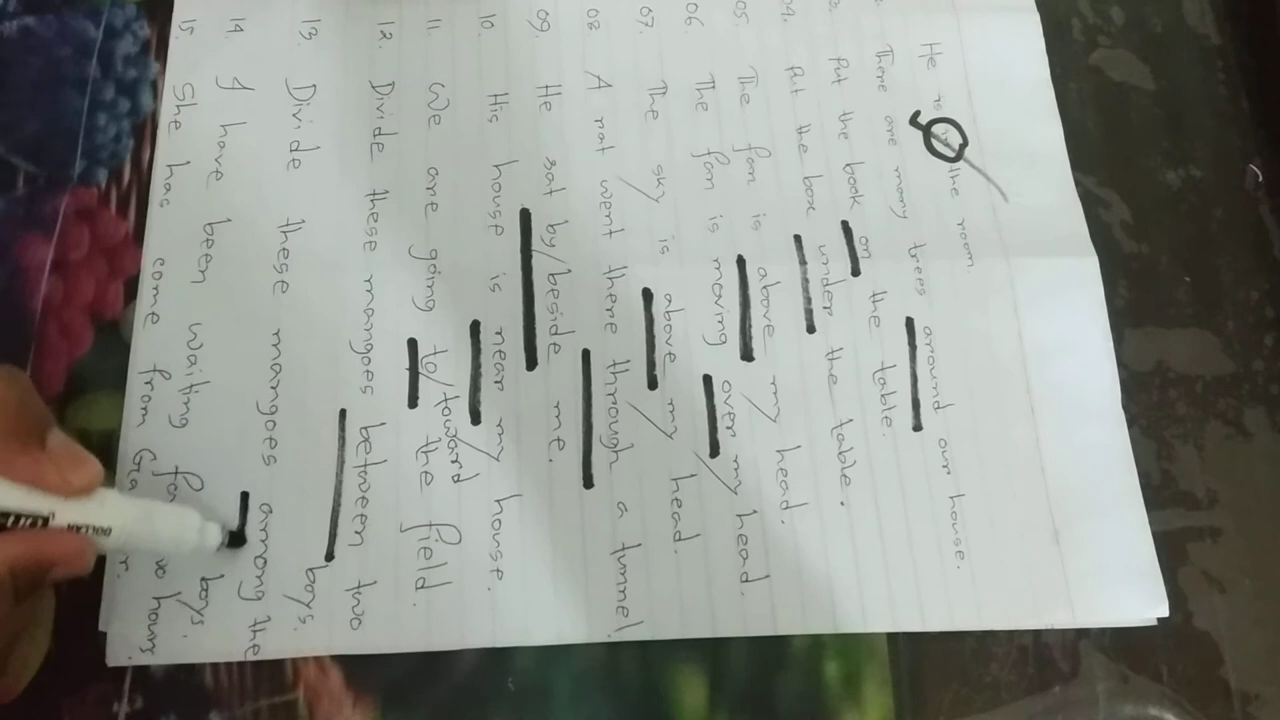 He is the room.
There are many trees around our house.
3. Put the book on the table.
04. Put the box under the table.
05. The fan is above my head.
06. The fan is moving over my head.
07. The sky is above my head.
08 A rat went there through a tunnel.
09. He sat by/beside me.
10. His house is near my house.
11. We are going to/toward the field.
12. Divide these mangoes between two
boys.
13. Divide these mangoes among the
boys.
14. I have been waiting hours
15. She has come from
DOLLAR